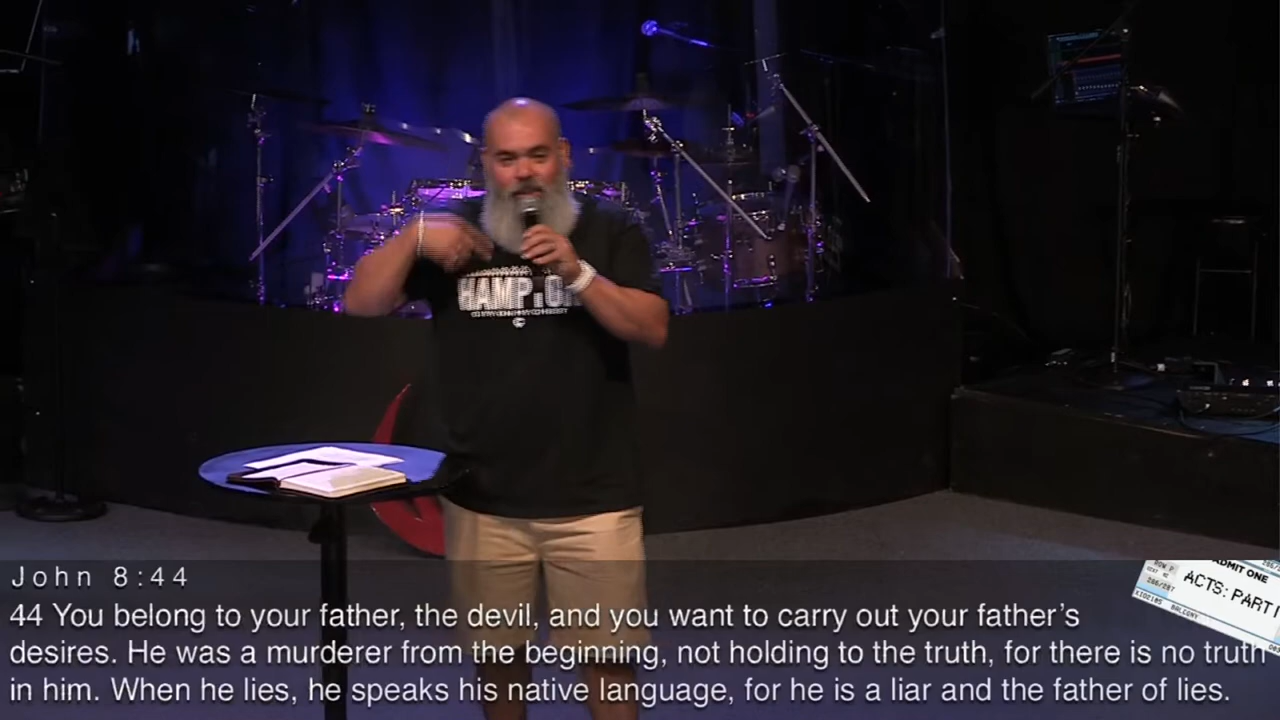 HAMP.O
John 8:44
44 You belong to your father, the devil, and you want to carry out your father’s
desires. He was a murderer from the beginning, not holding to the truth, for there is no truth
in him. When he lies, he speaks his native language, for he is a liar and the father of lies.
ADMIT ONE
ACTS: PART I
BALCONY